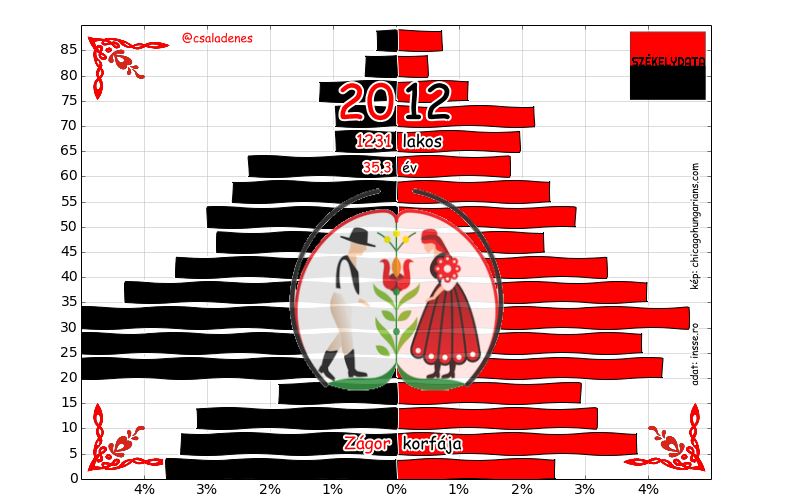 @csaladenes
SZÉKELYDATA
2012
1231 lakos
35.3 év
kép: chicagohungarians.com
adat: insse.ro
Zágor korfája
85
80
75
70
65
60
55
50
45
40
35
30
25
20
15
10
5
0
4% 3% 2% 1% 0% 1% 2% 3% 4%